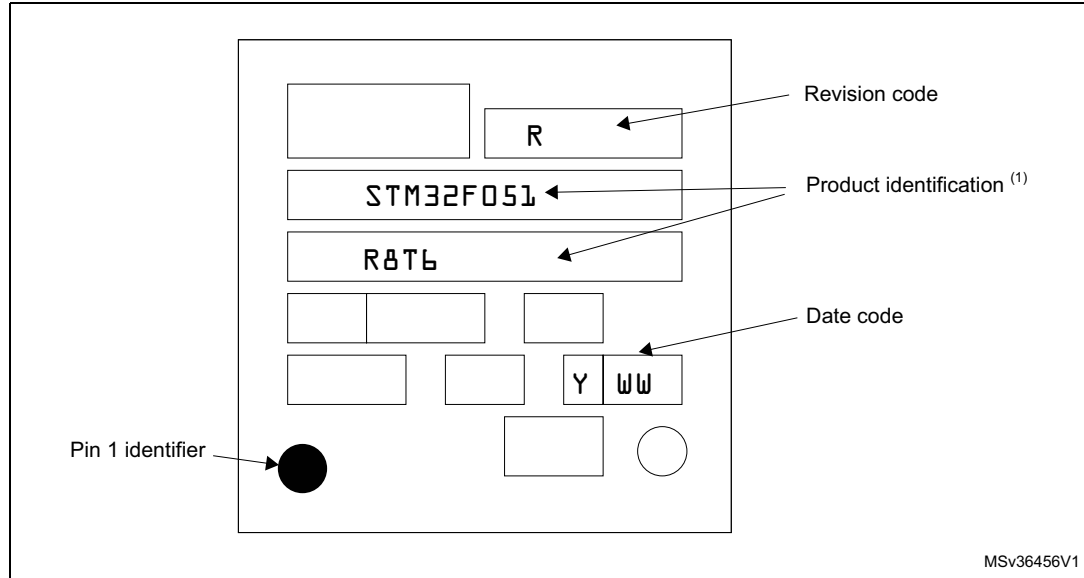 Revision code
R
STM32F051
Product identification (1)
R8T6
Date code
Y WW
Pin 1 identifier
MSv36456V1